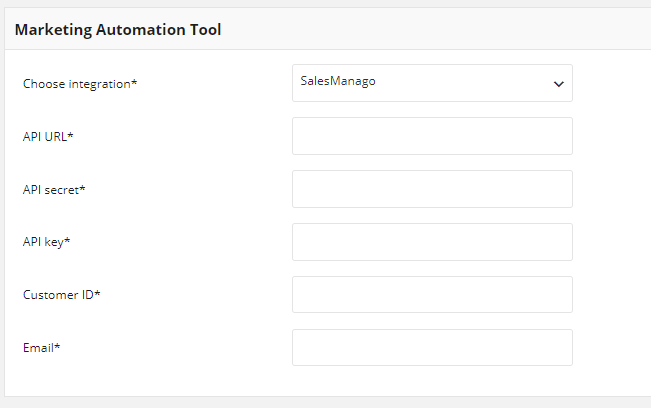 Marketing Automation Tool
Choose integration*
SalesManago
API URL*
API secret*
API key*
Customer ID*
Email*